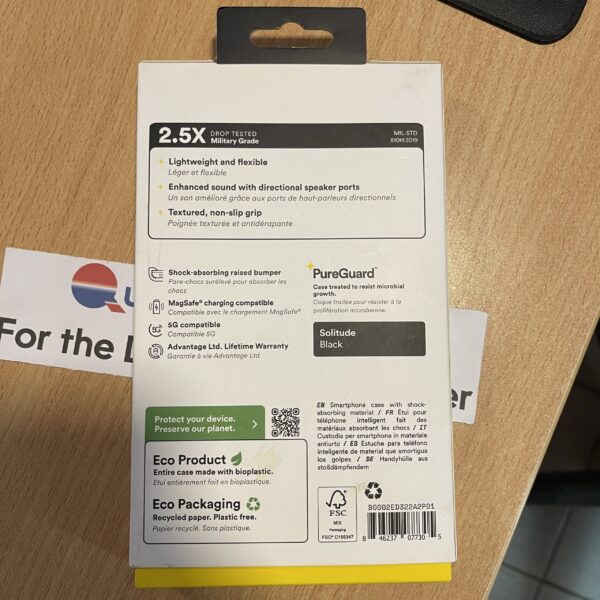 2.5X DROP TESTED Military Grade MIL-STD 810H:2019
Lightweight and flexible
Léger et flexible
Enhanced sound with directional speaker ports
Un son amélioré grâce aux ports de haut-parleurs directionnels
Textured, non-slip grip
Poignée texturée et antidérapante
Shock-absorbing raised bumper
Pare-chocs surélevé pour absorber les
chocs
MagSafe® charging compatible
Compatible avec le chargement MagSafe®
5G compatible
Compatible 5G
Advantage Ltd. Lifetime Warranty
Garantie à vie Advantage Ltd.
PureGuard™
Case treated to resist microbial
growth.
Coque traitée pour résister à la
prolifération microbienne.
Solitude
Black
For the
er
Protect your device.
Preserve our planet.
Eco Product
Entire case made with bioplastic.
Etui entièrement fait en bioplastique.
Eco Packaging
Recycled paper. Plastic free.
Papier recyclé. Sans plastique.
EN Smartphone case with shock-
absorbing material / FR Étui pour
téléphone intelligent fait des
matériaux absorbant les chocs / IT
Custodia per smartphone in materiale
antiurto / ES Estuche para teléfono
inteligente de material que amortigua
los golpes / DE Handyhülle aus
stoßdämpfendem
FSC
MIX
Packaging
FSC® C155347
B0002ED322A2P01
8 46237 07730 5